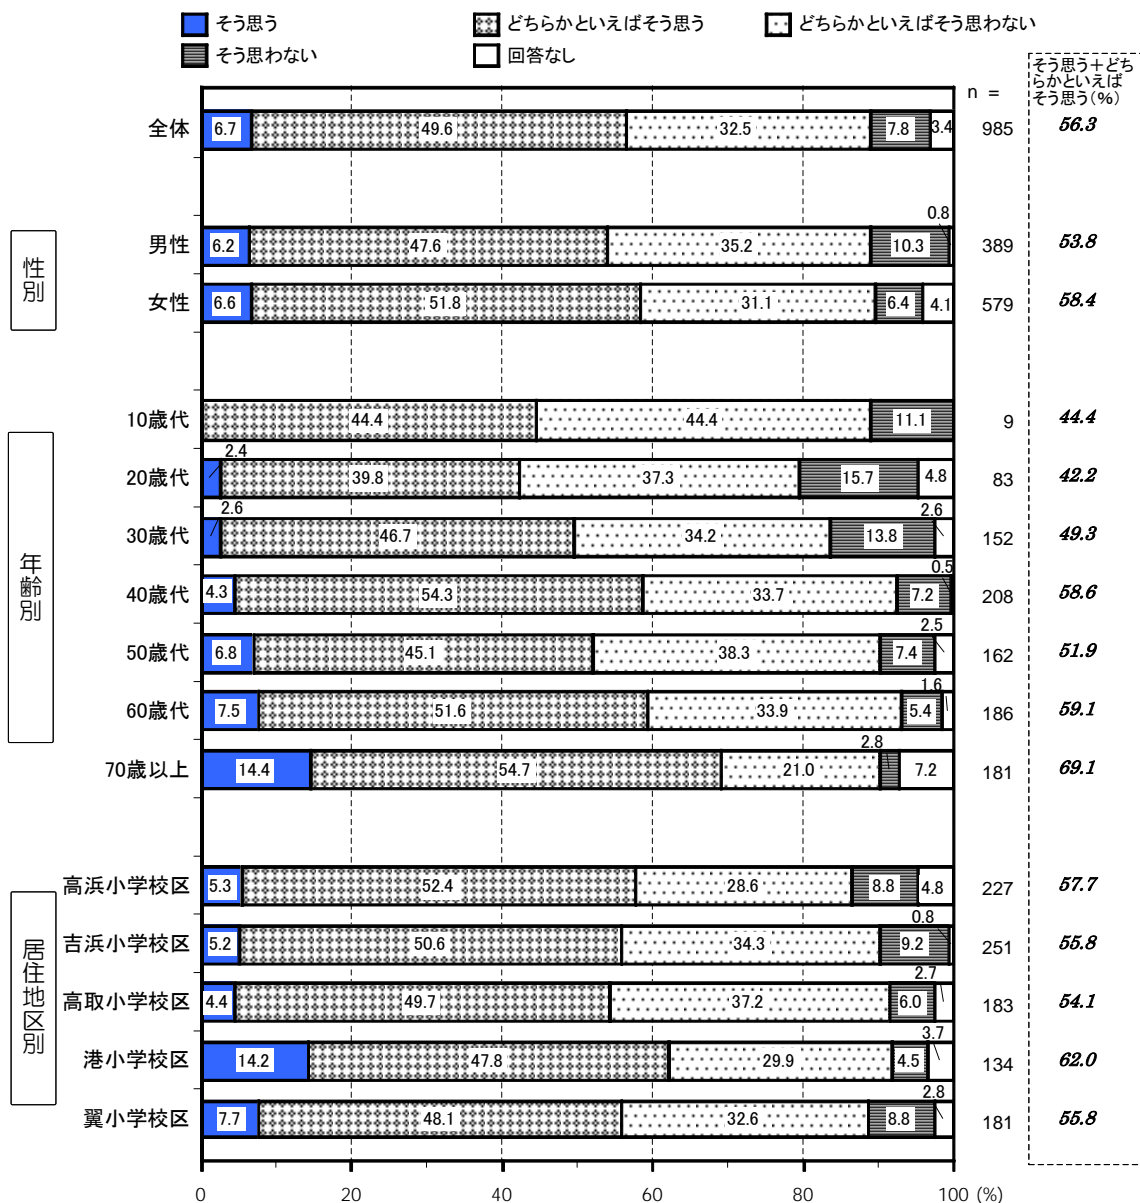 そう思う どちらかといえばそう思う どちらかといえばそう思わない
そう思わない 回答なし
そう思う＋どち
らかといえば
そう思う(%)
n =
全体 6.7 49.6 32.5 7.8 3.4 985 56.3
性別
0.8
男性 6.2 47.6 35.2 10.3 389 53.8
女性 6.6 51.8 31.1 6.4 4.1 579 58.4
年齢別
10歳代 44.4 44.4 11.1 9 44.4
2.4
20歳代 39.8 37.3 15.7 4.8 83 42.2
2.6 2.6
30歳代 46.7 34.2 13.8 152 49.3
0.5
40歳代 4.3 54.3 33.7 7.2 208 58.6
2.5
50歳代 6.8 45.1 38.3 7.4 162 51.9
1.6
60歳代 7.5 51.6 33.9 5.4 186 59.1
2.8
70歳以上 14.4 54.7 21.0 7.2 181 69.1
居住地区別
高浜小学校区 5.3 52.4 28.6 8.8 4.8 227 57.7
0.8
吉浜小学校区 5.2 50.6 34.3 9.2 251 55.8
2.7
高取小学校区 4.4 49.7 37.2 6.0 183 54.1
3.7
港小学校区 14.2 47.8 29.9 4.5 134 62.0
2.8
翼小学校区 7.7 48.1 32.6 8.8 181 55.8
0 20 40 60 80 100 (%)